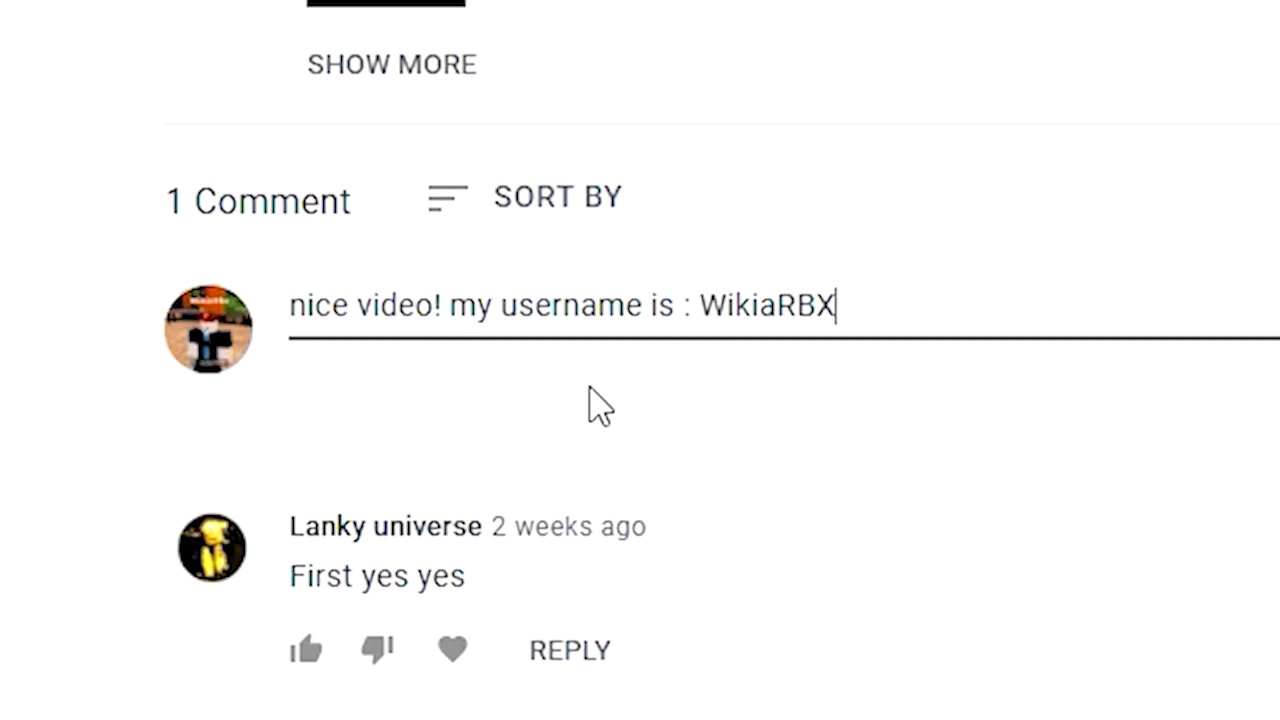 SHOW MORE
1 Comment
SORT BY
nice video! my username is : WikiaRBX
Lanky universe 2 weeks ago
First yes yes
REPLY